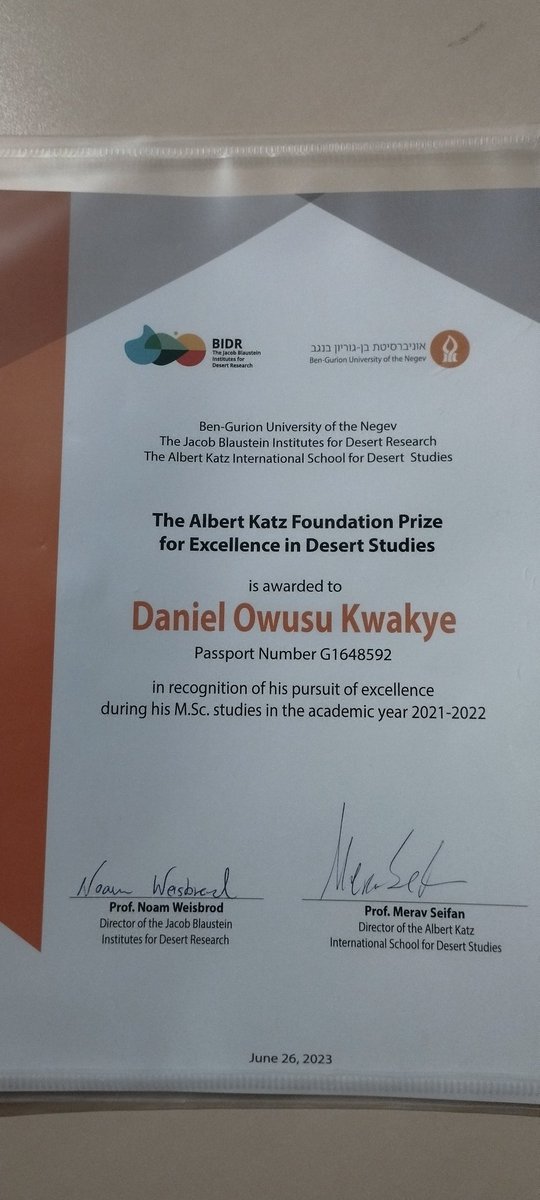 BIDR
The Jacob Blaustein
Institutes for
Desert Research
אוניברסיטת בן-גוריון בנגב
Ben-Gurion University of the Negev
Ben-Gurion University of the Negev
The Jacob Blaustein Institutes for Desert Research
The Albert Katz International School for Desert Studies
The Albert Katz Foundation Prize
for Excellence in Desert Studies
is awarded to
Daniel Owusu Kwakye
Passport Number G1648592
in recognition of his pursuit of excellence
during his M.Sc. studies in the academic year 2021-2022
Noam Weisbrod
Merav Seif
Prof. Noam Weisbrod
Director of the Jacob Blaustein
Institutes for Desert Research
Prof. Merav Seifan
Director of the Albert Katz
International School for Desert Studies
June 26, 2023